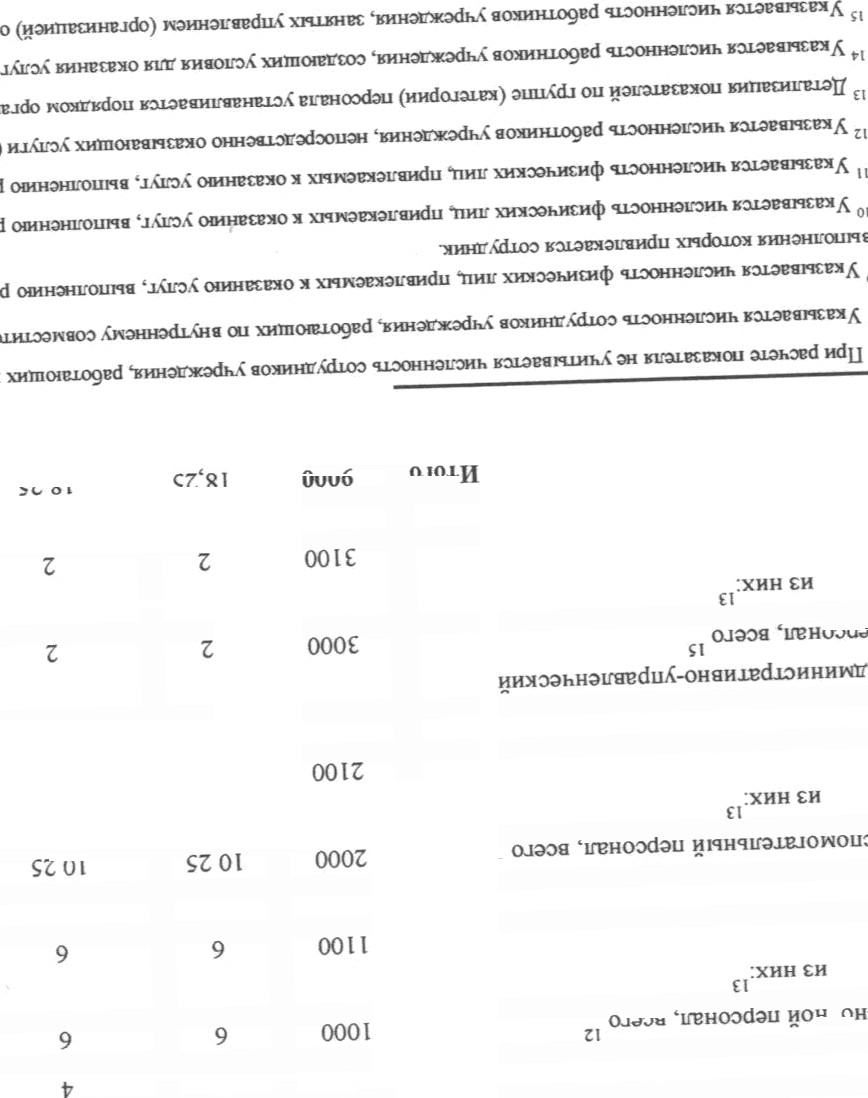 4
но ной персонал, всего 12 1000 6 6
из них: 13
1100 6 6
спомогательный персонал, всего 2000 10 25 10 25
из них: 13
2100
дминистративно-управленческий
персонал, всего 15 3000 2 2
из них: 13
3100 2 2
Итого 9000 18,25
При расчете показателя не учитывается численность сотрудников учреждения, работающих
Указывается численность сотрудников учреждения, работающих по внутреннему совместит
Указывается численность физических лиц, привлекаемых к оказанию услуг, выполнению р
выполнения которых привлекается сотрудник.
10 Указывается численность физических лиц, привлекаемых к оказанию услуг, выполнению р
11 Указывается численность физических лиц, привлекаемых к оказанию услуг, выполнению р
12 Указывается численность работников учреждения, непосредственно оказывающих услуги (
13 Детализация показателей по группе (категории) персонала устанавливается порядком орга
14 Указывается численность работников учреждения, создающих условия для оказания услуг
15 Указывается численность работников учреждения, занятых управлением (организацией) о